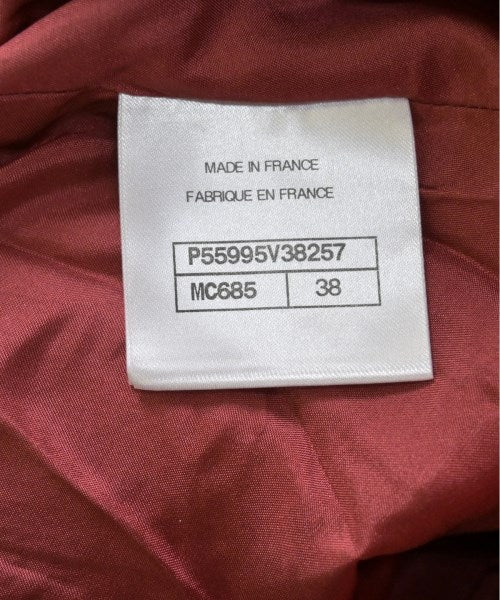 MADE IN FRANCE
FABRIQUE EN FRANCE
P55995V38257
MC685 38